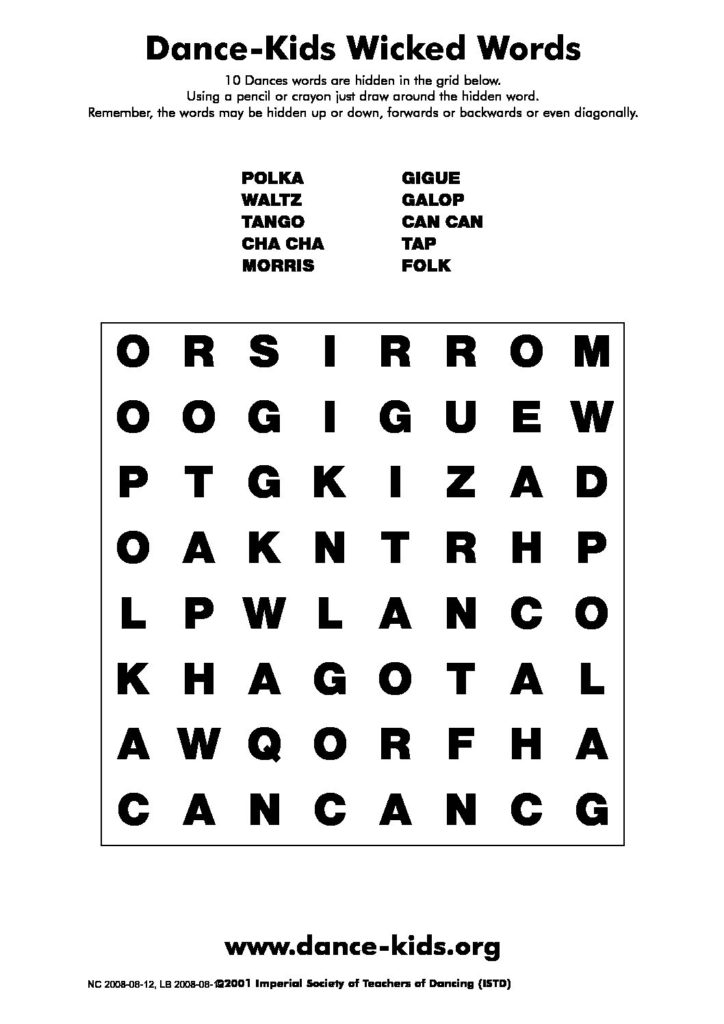 Dance-Kids Wicked Words
10 Dances words are hidden in the grid below.
Using a pencil or crayon just draw around the hidden word.
Remember, the words may be hidden up or down, forwards or backwards or even diagonally.
POLKA GIGUE
WALTZ GALOP
TANGO CAN CAN
CHA CHA TAP
MORRIS FOLK
O R S I R R O M
O O G I G U E W
P T G K I Z A D
O A K N T R H P
L P W L A N C O
K H A G O T A L
A W Q O R F H A
C A N C A N C G
www.dance-kids.org
NC 2008-08-12, LB 2008-08-12©2001 Imperial Society of Teachers of Dancing (ISTD)